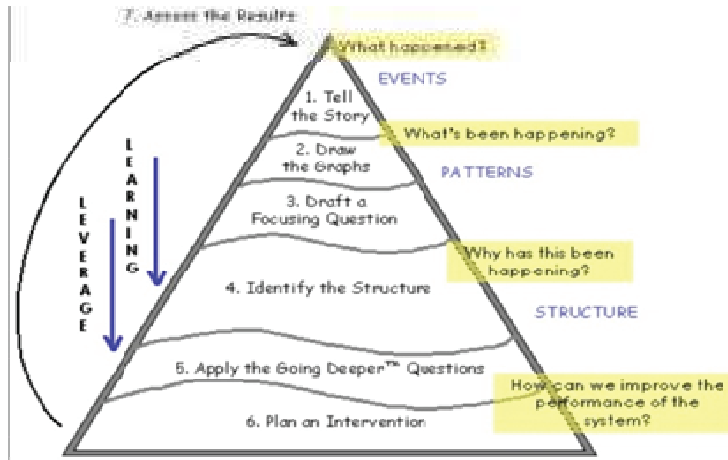 7. Assess the Results
What happened?
EVENTS
1. Tell
the Story
What's been happening?
2. Draw
the Graphs
PATTERNS
3. Draft a
Focusing Question
Why has this been
happening?
4. Identify the Structure
STRUCTURE
5. Apply the Going Deeper™ Questions
How can we improve the
performance of the
system?
6. Plan an Intervention
LEARNING
LEVERAGE